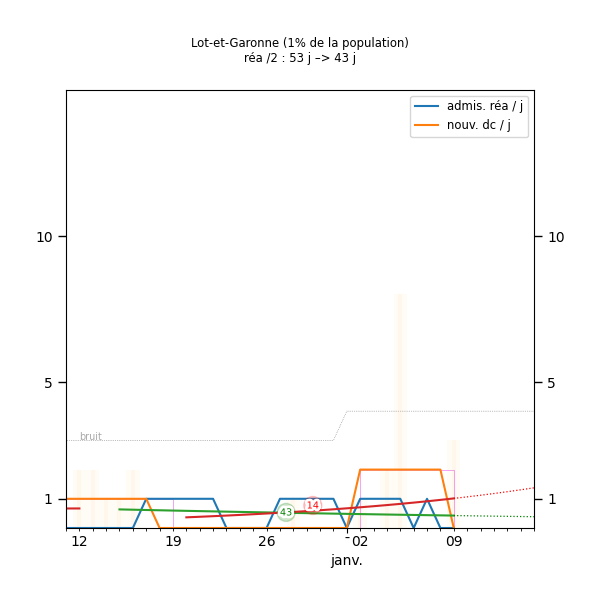 Lot-et-Garonne (1% de la population)
réa /2 : 53 j –> 43 j
admis. réa / j
nouv. dc / j
10
10
5
5
bruit
1
1
43
14
12
19
26
02
09
janv.